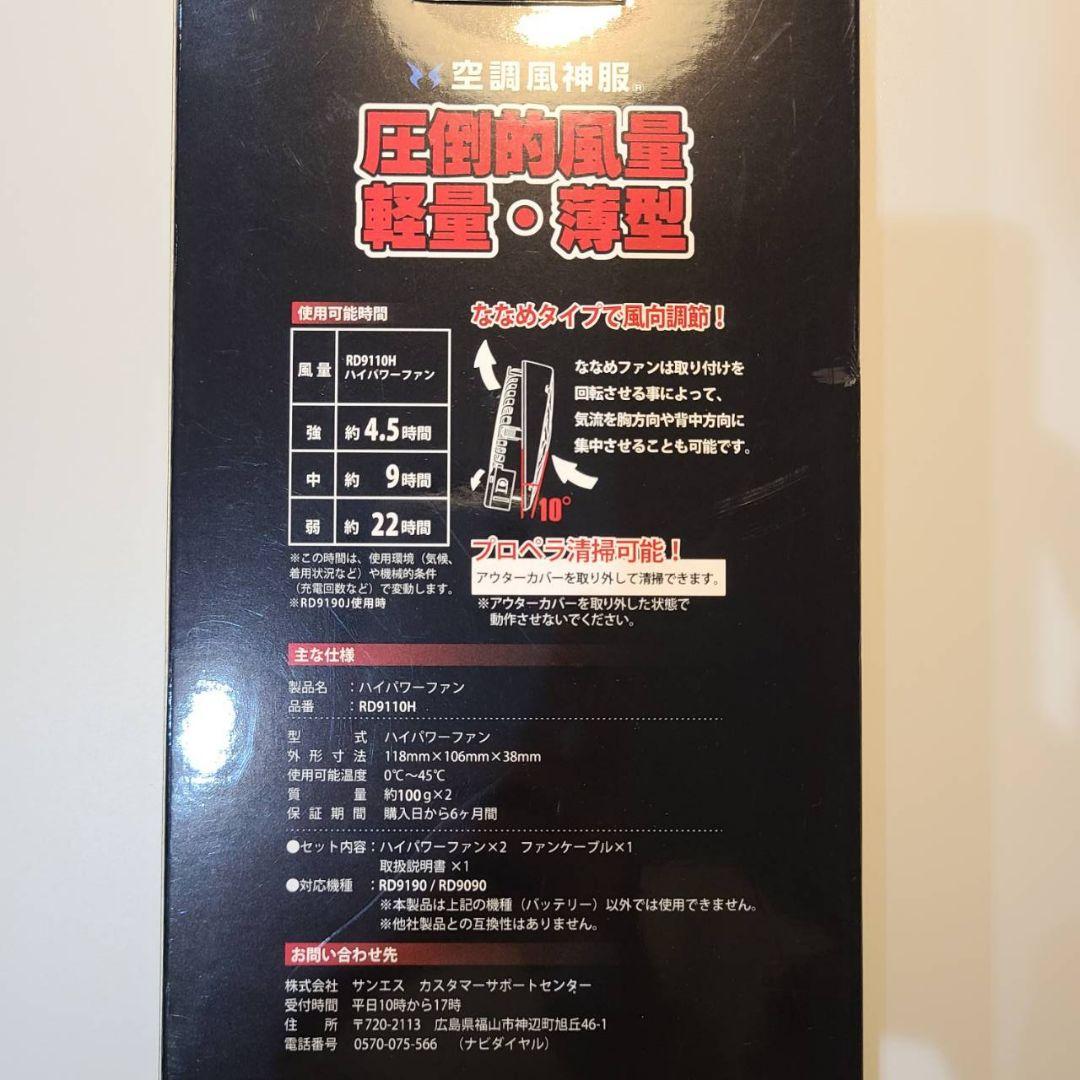 空調風神服®
圧倒的風量
軽量・薄型
使用可能時間
風量 RD9110H ハイパワーファン
強 約4.5時間
中 約 9時間
弱 約 22時間
※この時間は、使用環境（気候、
着用状況など）や機械的条件
（充電回数など）で変動します。
※RD9190J使用時
ななめタイプで風向調節！
ななめファンは取り付けを
回転させる事によって、
気流を胸方向や背中方向に
集中させることも可能です。
10°
プロペラ清掃可能！
アウターカバーを取り外して清掃できます。
※アウターカバーを取り外した状態で
動作させないでください。
主な仕様
製品名 ：ハイパワーファン
品番 ：RD9110H
型式 ハイパワーファン
外形寸法 118mm×106mm×38mm
使用可能温度 0℃～45℃
質量 約100g×2
保証期間 購入日から6ヶ月間
●セット内容：ハイパワーファン×2 ファンケーブル×1
取扱説明書 ×1
●対応機種 ：RD9190 / RD9090
※本製品は上記の機種（バッテリー）以外では使用できません。
※他社製品との互換性はありません。
お問い合わせ先
株式会社 サンエス カスタマーサポートセンター
受付時間 平日10時から17時
住所 〒720-2113 広島県福山市神辺町旭丘46-1
電話番号 0570-075-566 （ナビダイヤル）